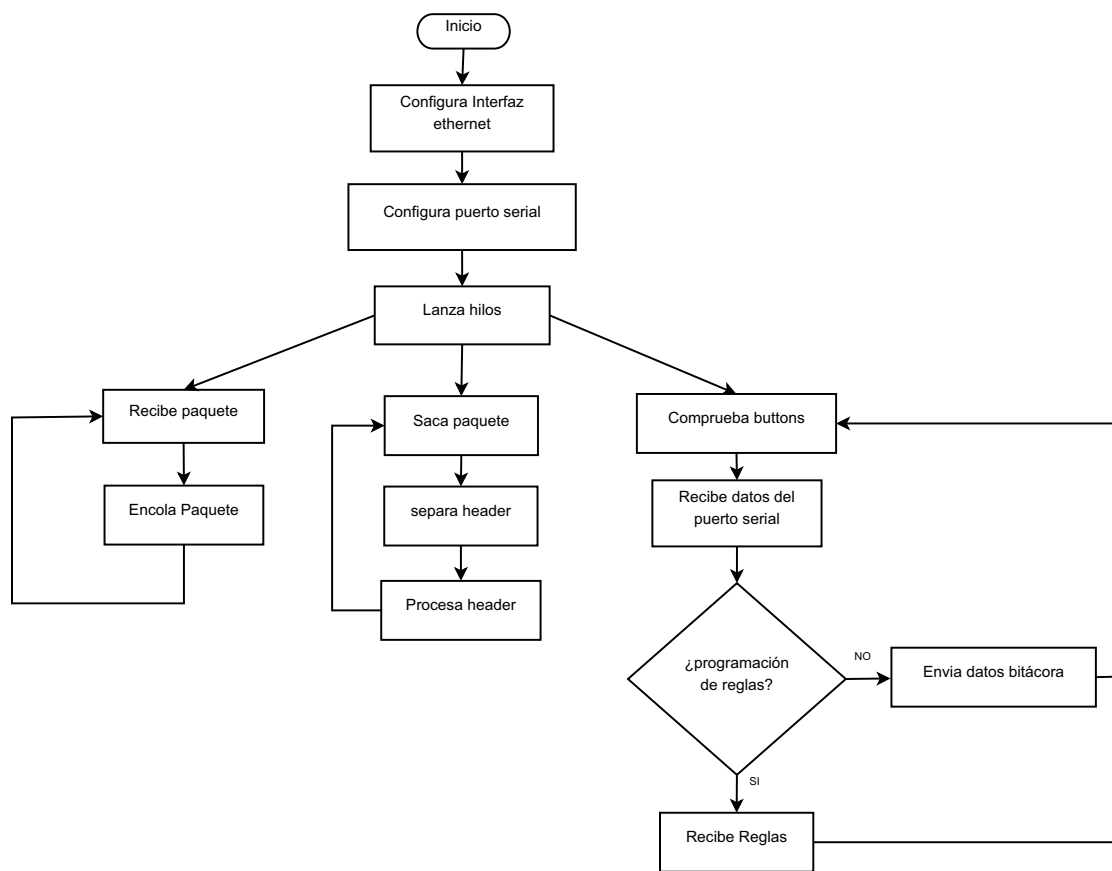 Inicio
Configura Interfaz
ethernet
Configura puerto serial
Lanza hilos
Recibe paquete
Encola Paquete
Saca paquete
separa header
Procesa header
Comprueba buttons
Recibe datos del
puerto serial
¿programación
de reglas?
NO
Envia datos bitácora
SI
Recibe Reglas